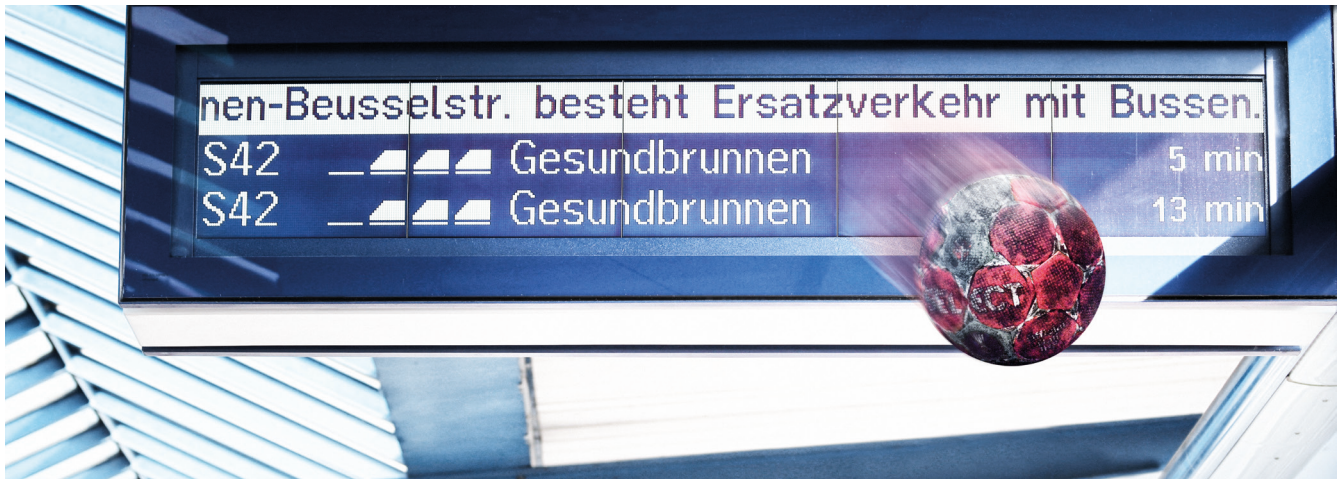 nen-Beusselstr. besteht Ersatzverkehr mit Bussen.
S42 Gesundbrunnen 5 min
S42 Gesundbrunnen 13 min